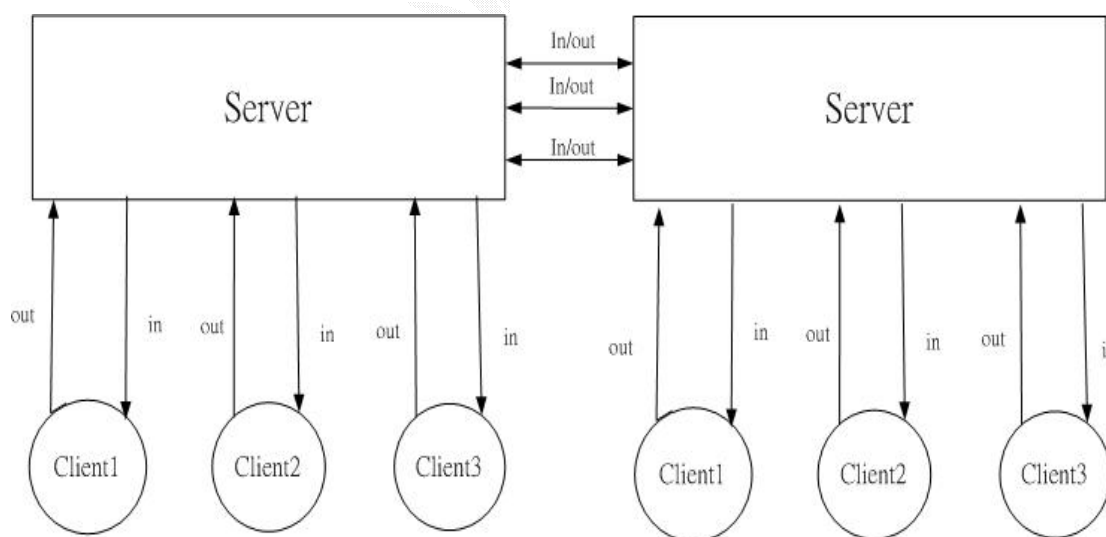 In/out
In/out
In/out
Server
Server
out
in
out
in
out
in
out
in
out
in
out
i
Client1
Client2
Client3
Client1
Client2
Client3